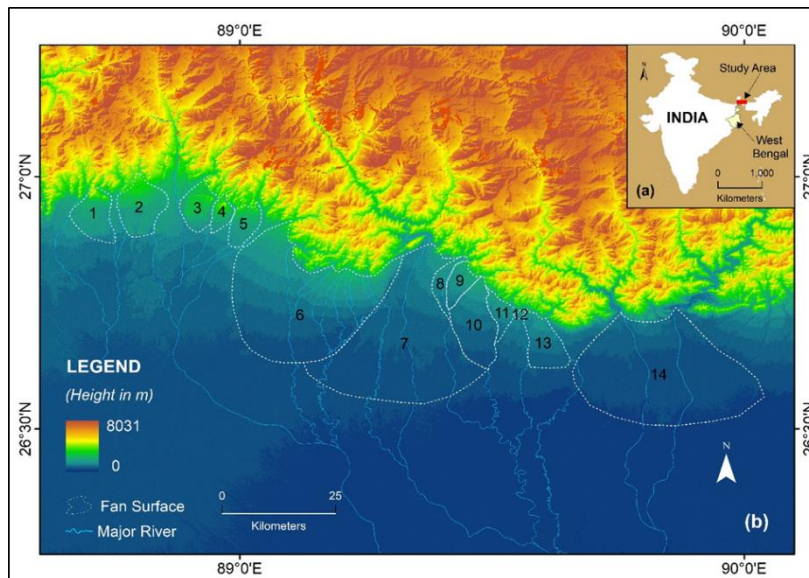 89°0'E
90°0'E
N
Study Area
INDIA
West
Bengal
0 1,000
Kilometers
(a)
27°0'N
27°0'N
1
2
3
4
5
6
7
8
9
10
11
12
13
14
LEGEND
(Height in m)
8031
0
Fan Surface
Major River
0 25
Kilometers
N
(b)
26°30'N
26°30'N
89°0'E
90°0'E